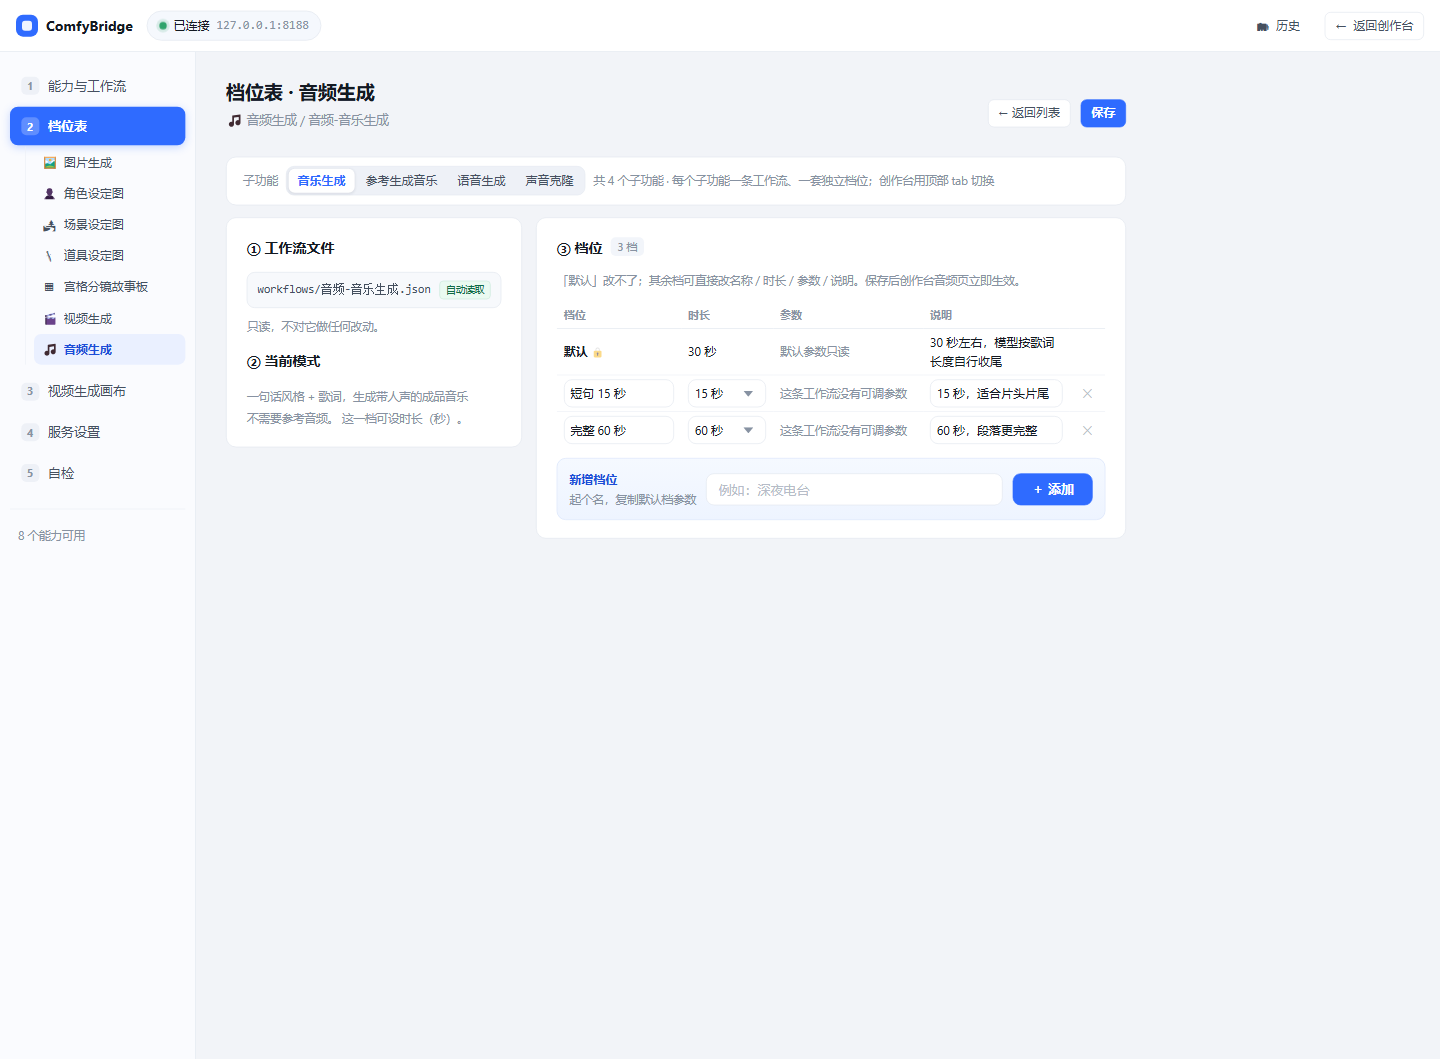 ComfyBridge
已连接 127.0.0.1:8188
历史
← 返回创作台
1 能力与工作流
2 档位表
图片生成
角色设定图
场景设定图
道具设定图
宫格分镜故事板
视频生成
音频生成
3 视频生成画布
4 服务设置
5 自检
8 个能力可用
档位表 · 音频生成
音频生成 / 音频-音乐生成
← 返回列表
保存
子功能 音乐生成 参考生成音乐 语音生成 声音克隆 共 4 个子功能 · 每个子功能一条工作流、一套独立档位；创作台用顶部 tab 切换
① 工作流文件
workflows/音频-音乐生成.json 自动读取
只读，不对它做任何改动。
② 当前模式
一句话风格 + 歌词，生成带人声的成品音乐
不需要参考音频。 这一档可设时长（秒）。
③ 档位 3 档
「默认」改不了；其余档可直接改名称 / 时长 / 参数 / 说明。保存后创作台音频页立即生效。
档位 时长 参数 说明
默认 30 秒 默认参数只读 30 秒左右，模型按歌词
长度自行收尾
短句 15 秒 15 秒 这条工作流没有可调参数 15 秒，适合片头片尾 ×
完整 60 秒 60 秒 这条工作流没有可调参数 60 秒，段落更完整 ×
新增档位
起个名，复制默认档参数
例如：深夜电台
+ 添加